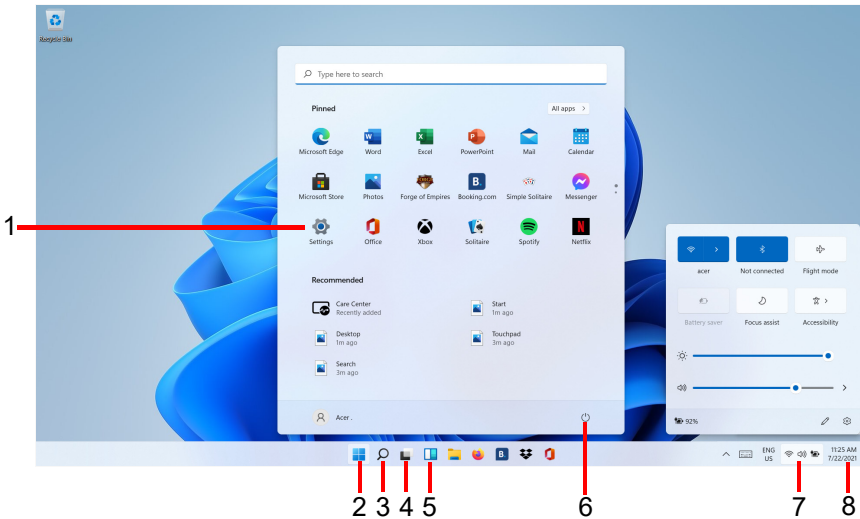 Recycle Bin
Type here to search
Pinned
All apps >
Microsoft Edge Word Excel PowerPoint Mail Calendar
Microsoft Store Photos Forge of Empires Booking.com Simple Solitaire Messenger
1
Settings Office Xbox Solitaire Spotify Netflix
acer Not connected Flight mode
Recommended
Care Center
Recently added
Start
1m ago
Battery saver Focus assist Accessibility
Desktop
1m ago
Touchpad
3m ago
Search
3m ago
Acer .
92%
ENG
US
11:25 AM
7/22/2021
2 3 4 5 6 7 8